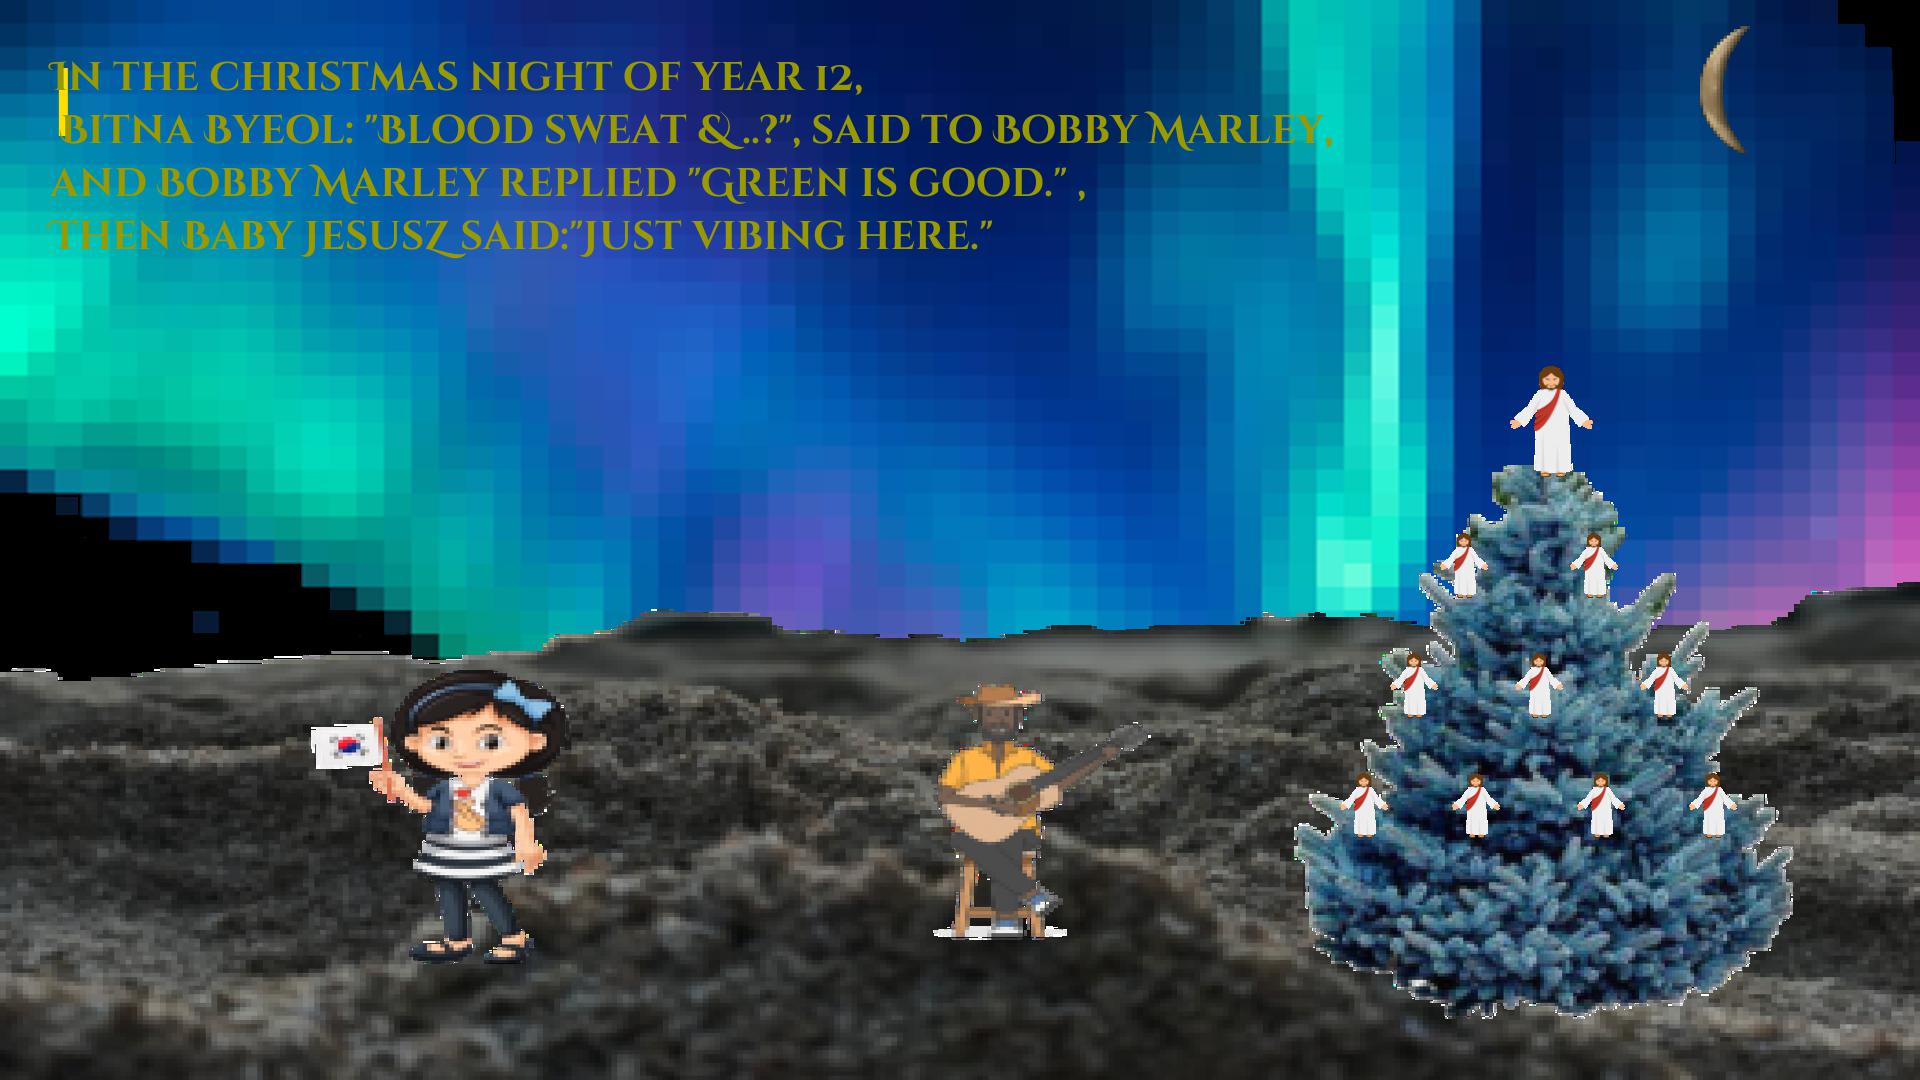 In the Christmas night of year 12,
Bitna Byeol: "Blood sweat & ..?", said to Bobby Marley,
and Bobby Marley replied "Green is good." ,
Then Baby Jesusz said:"Just vibing here."